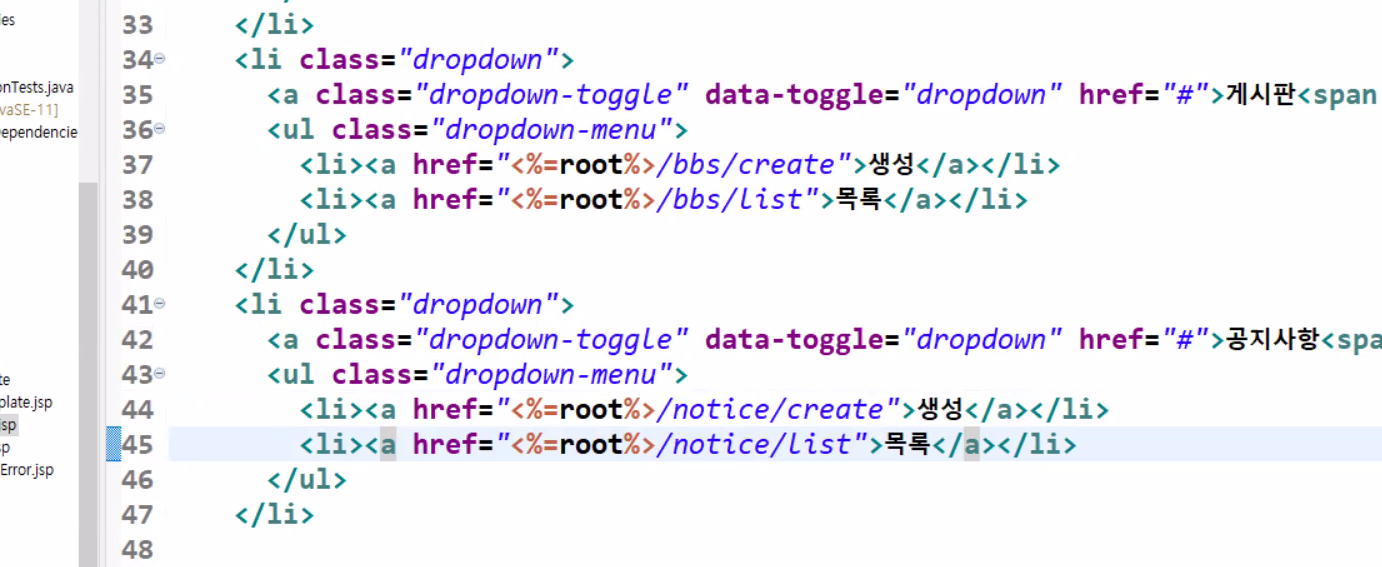 ies
onTests.java
vaSE-11]
Dependencie
te
plate.jsp
jsp
sp
Error.jsp
33 </li>
34 <li class="dropdown">
35 <a class="dropdown-toggle" data-toggle="dropdown" href="#">게시판<span
36 <ul class="dropdown-menu">
37 <li><a href="<%=root%>/bbs/create">생성</a></li>
38 <li><a href="<%=root%>/bbs/list">목록</a></li>
39 </ul>
40 </li>
41 <li class="dropdown">
42 <a class="dropdown-toggle" data-toggle="dropdown" href="#">공지사항<spa
43 <ul class="dropdown-menu">
44 <li><a href="<%=root%>/notice/create">생성</a></li>
45 <li><a href="<%=root%>/notice/list">목록</a></li>
46 </ul>
47 </li>
48